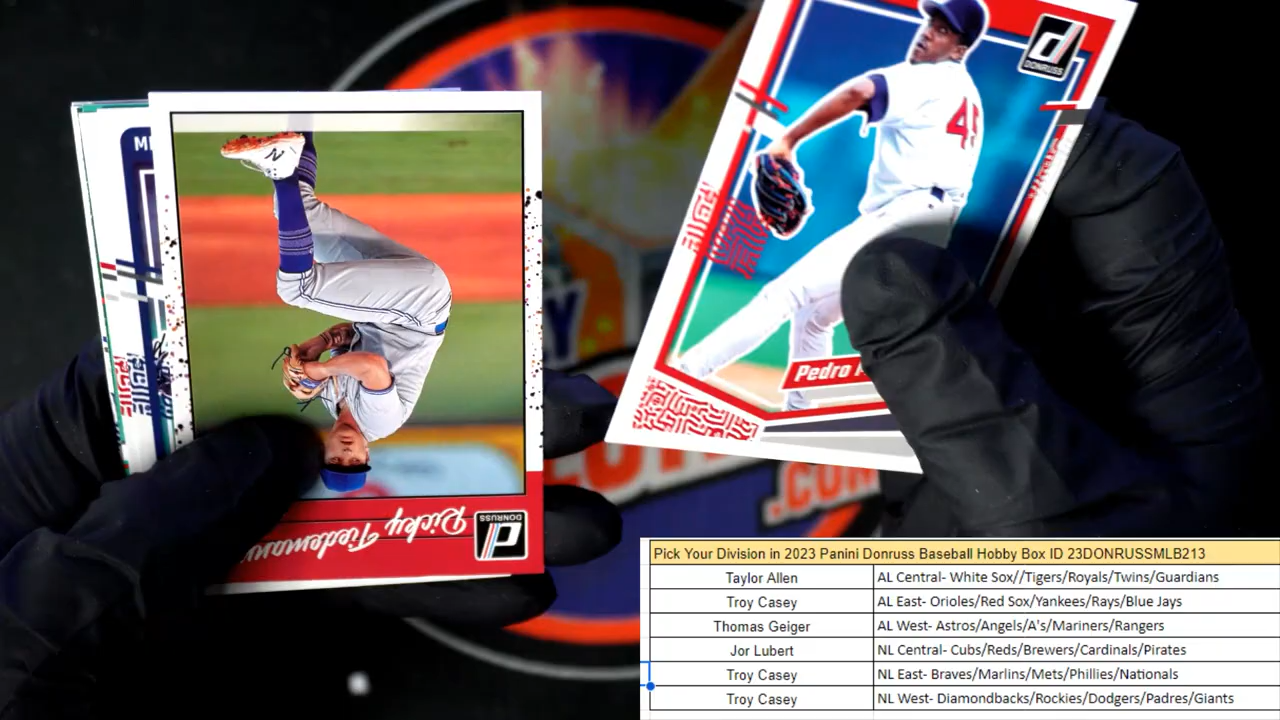 DONRUSS
45
Pedro
N
Ricky Tiedemann
DONRUSS
.COM
Pick Your Division in 2023 Panini Donruss Baseball Hobby Box ID 23DONRUSSMLB213
Taylor Allen AL Central- White Sox//Tigers/Royals/Twins/Guardians
Troy Casey AL East- Orioles/Red Sox/Yankees/Rays/Blue Jays
Thomas Geiger AL West- Astros/Angels/A's/Mariners/Rangers
Jor Lubert NL Central- Cubs/Reds/Brewers/Cardinals/Pirates
Troy Casey NL East- Braves/Marlins/Mets/Phillies/Nationals
Troy Casey NL West- Diamondbacks/Rockies/Dodgers/Padres/Giants